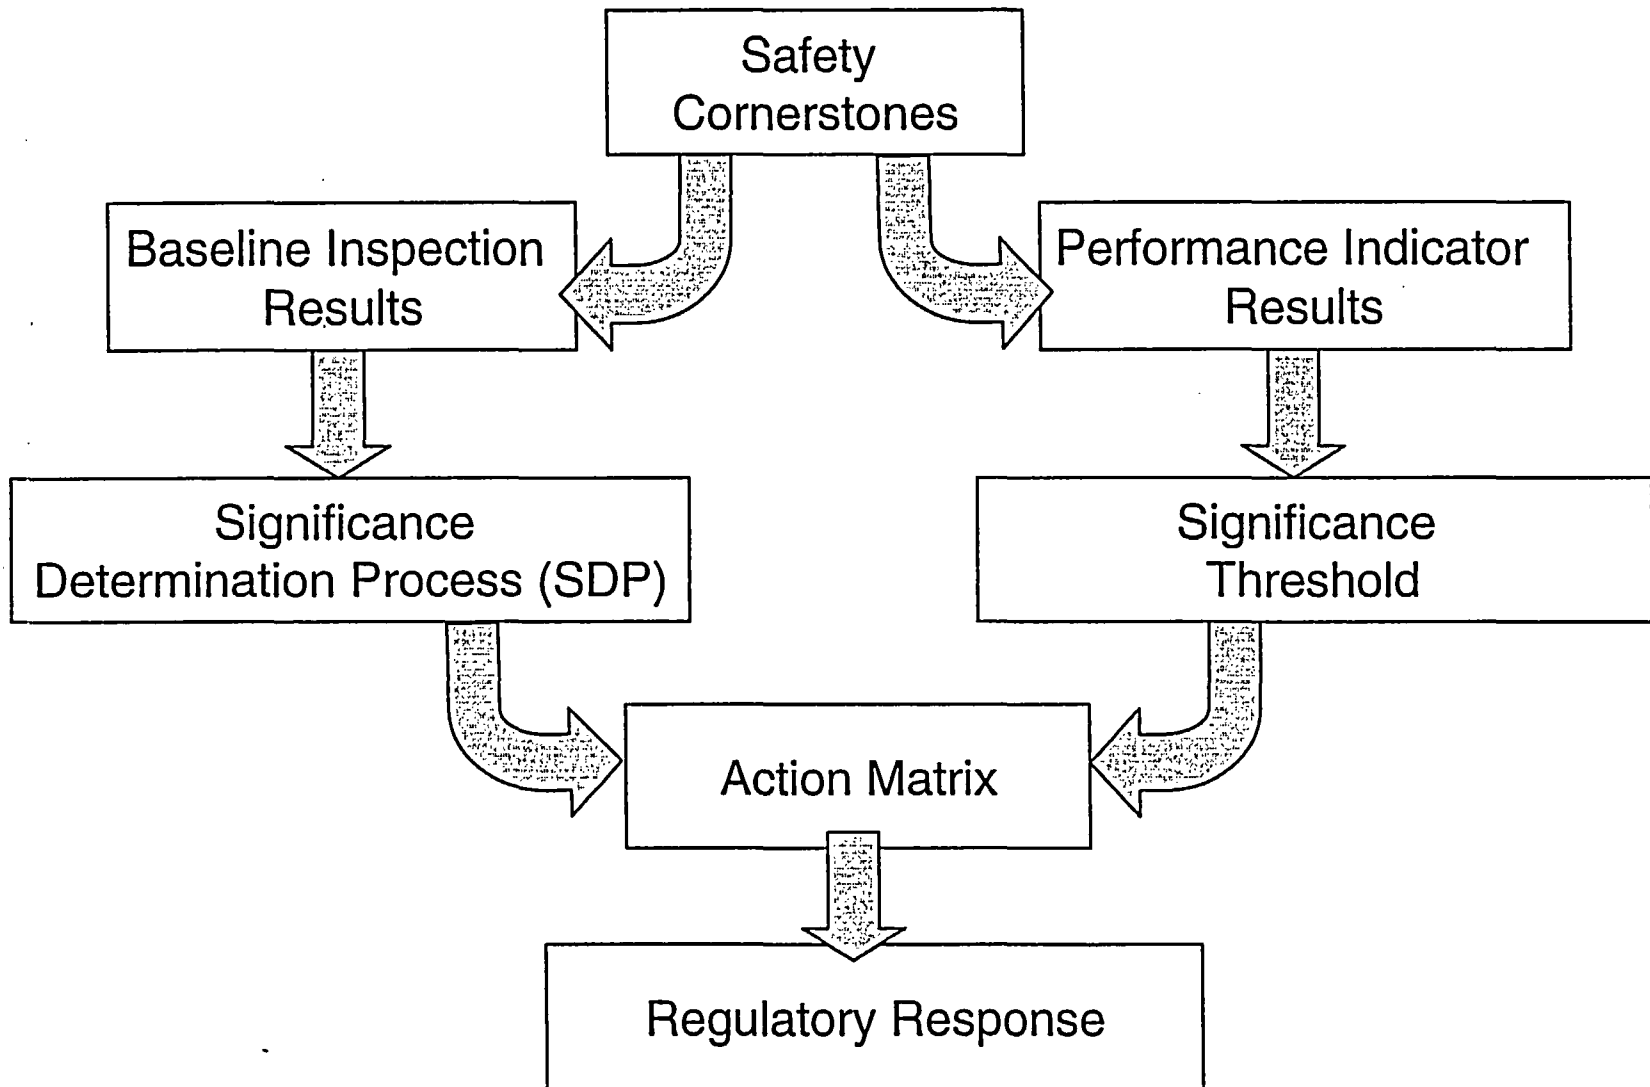 Safety
Cornerstones
Baseline Inspection
Results
Performance Indicator
Results
Significance
Determination Process (SDP)
Significance
Threshold
Action Matrix
Regulatory Response